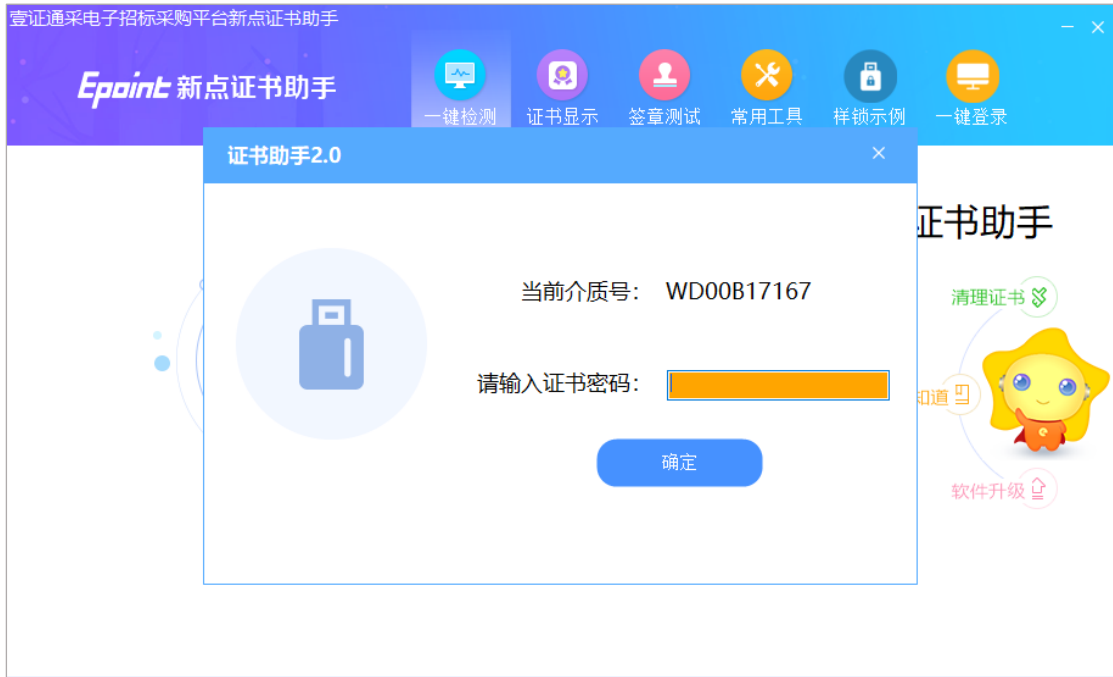 壹证通采电子招标采购平台新点证书助手
Epoint 新点证书助手
一键检测
证书显示
签章测试
常用工具
样锁示例
一键登录
证书助手2.0
证书助手
当前介质号： WD00B17167
清理证书
请输入证书密码：
知道
确定
软件升级